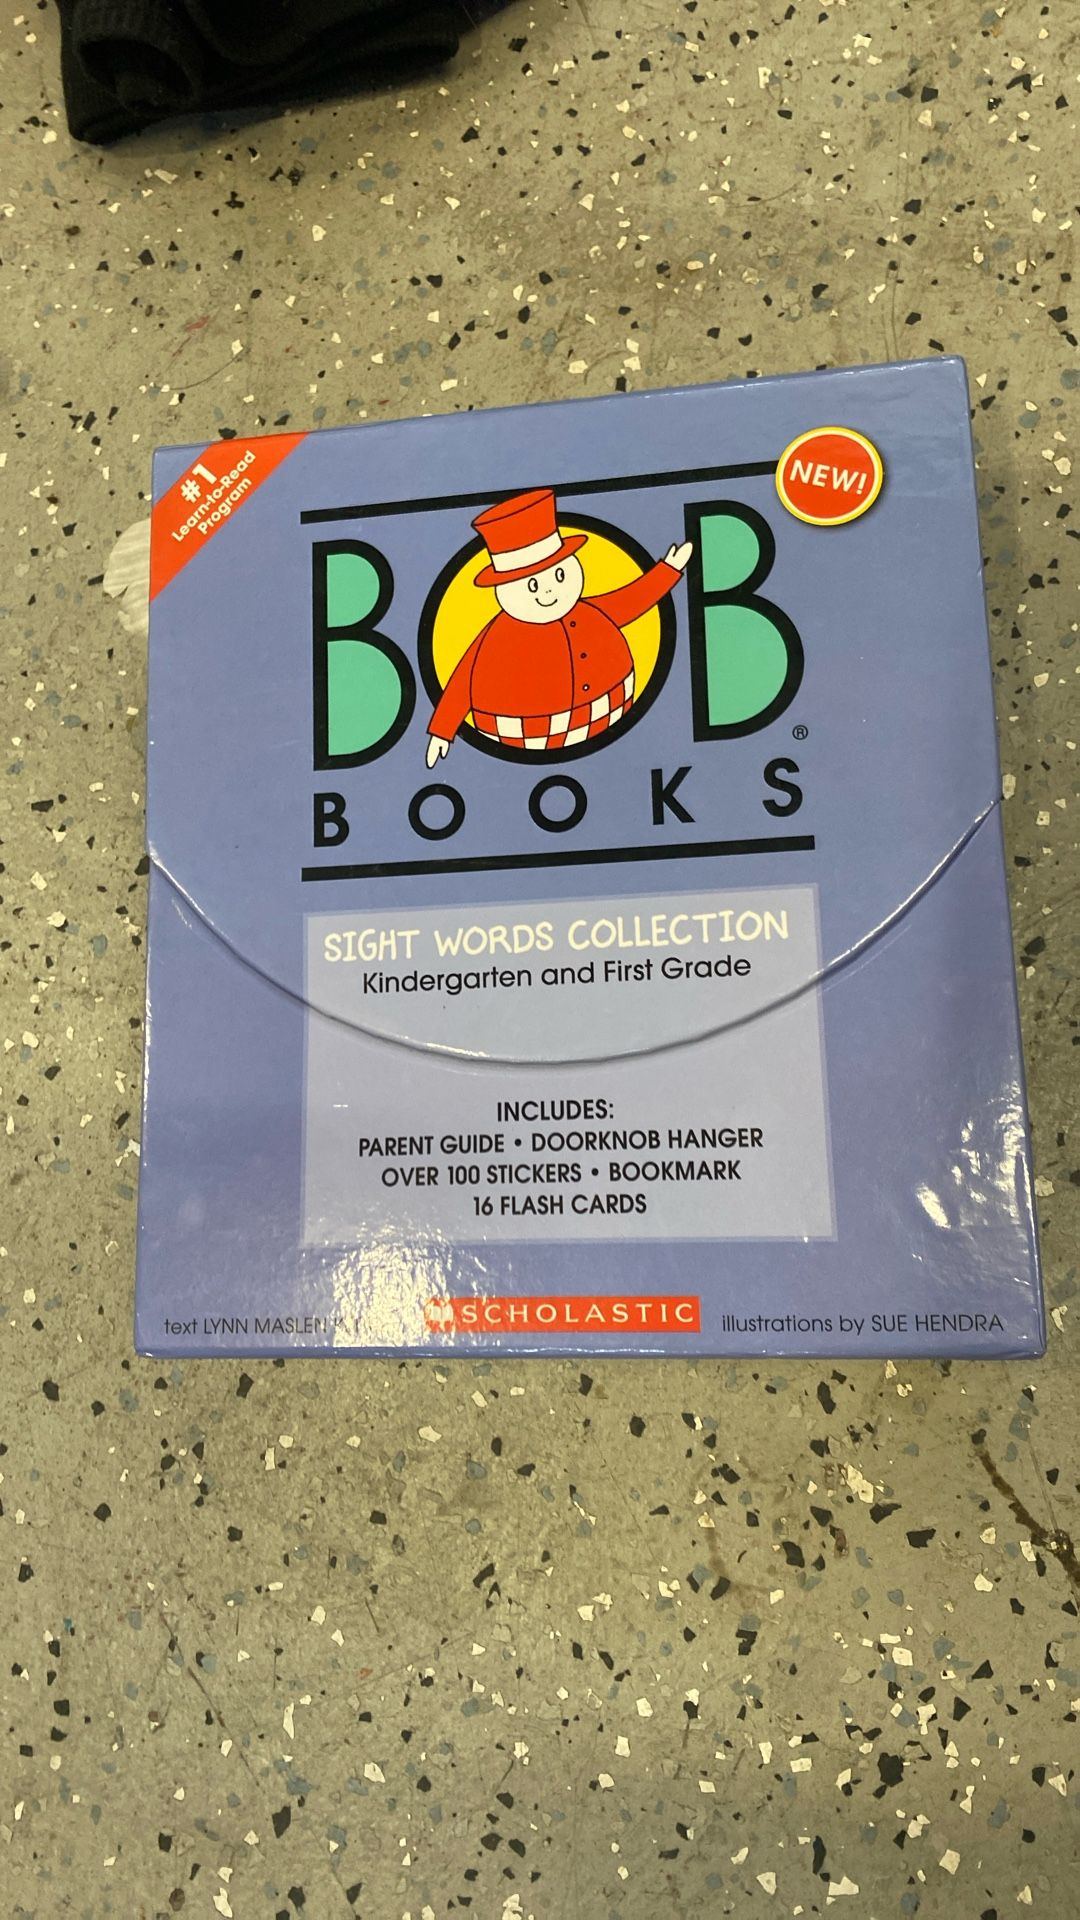 #1
Learn-to-Read
Program
NEW!
BOB®
BOOKS
SIGHT WORDS COLLECTION
Kindergarten and First Grade
INCLUDES:
PARENT GUIDE • DOORKNOB HANGER
OVER 100 STICKERS • BOOKMARK
16 FLASH CARDS
text LYNN MASLEN
SCHOLASTIC
illustrations by SUE HENDRA